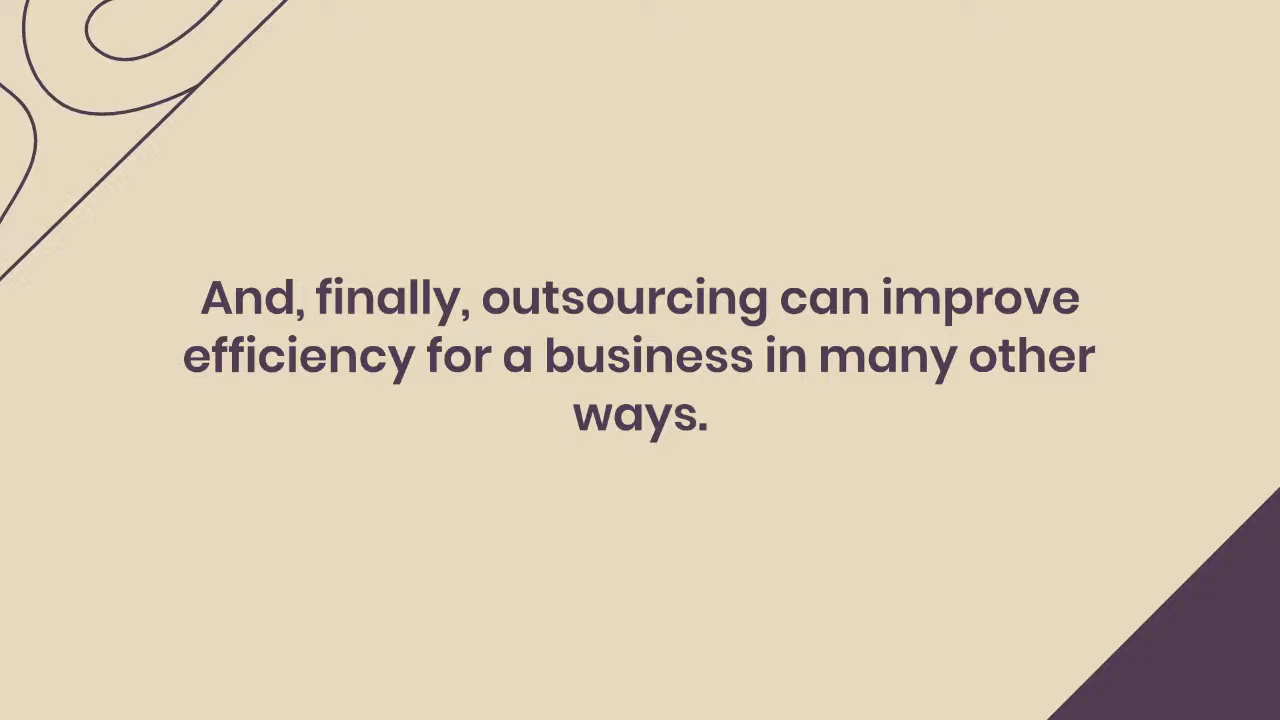 And, finally, outsourcing can improve
efficiency for a business in many other
ways.